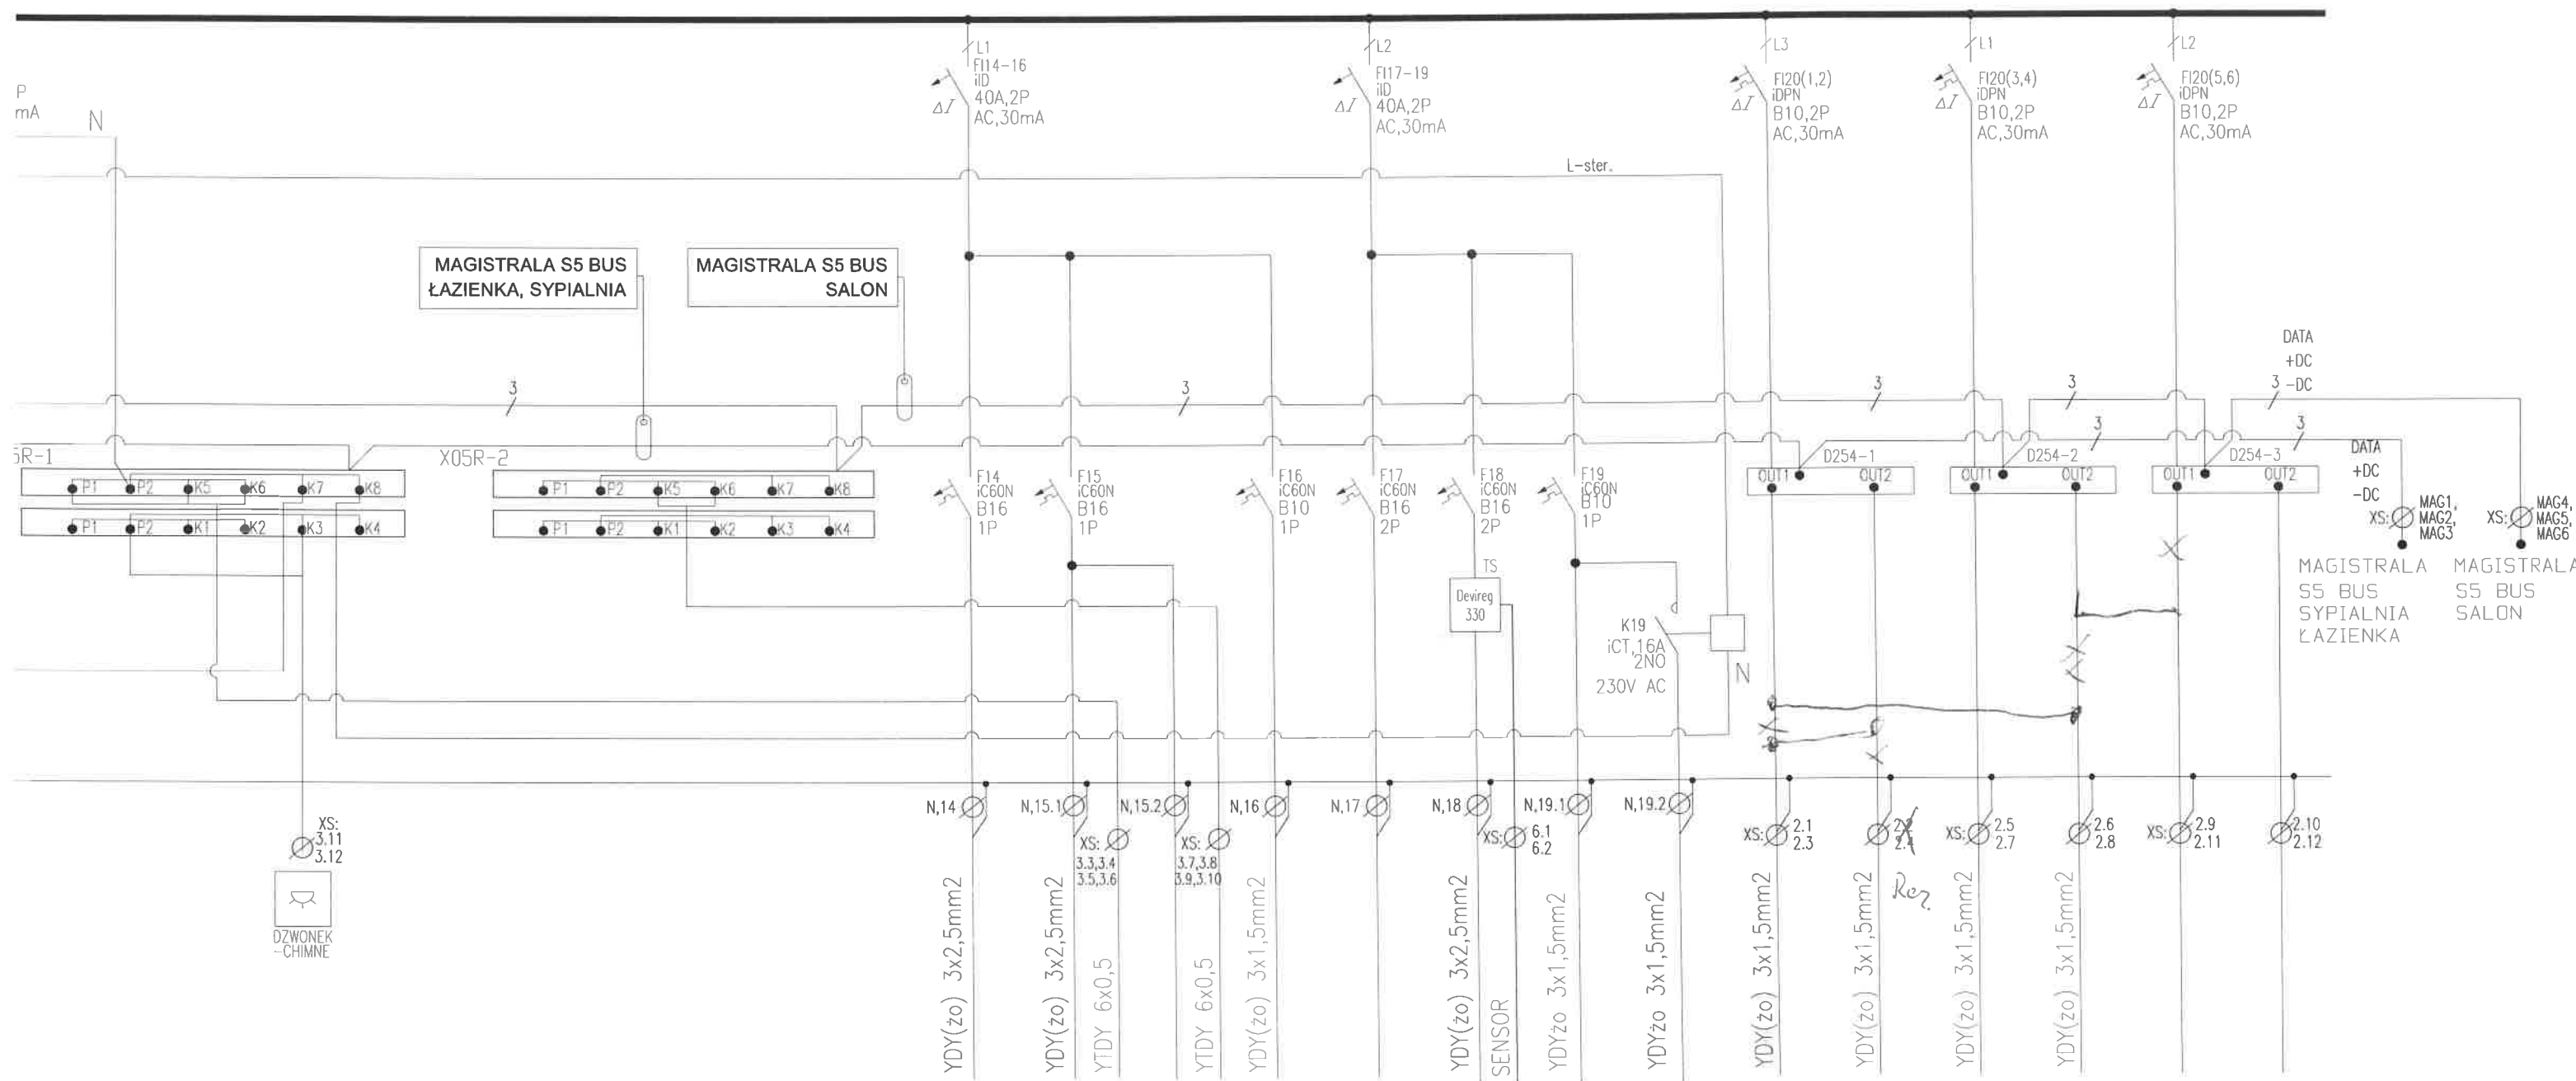 L1
FI14-16
iID
40A,2P
AC,30mA
ΔI
L2
FI17-19
iID
40A,2P
AC,30mA
ΔI
L3
FI20(1,2)
iDPN
B10,2P
AC,30mA
ΔI
L1
FI20(3,4)
iDPN
B10,2P
AC,30mA
ΔI
L2
FI20(5,6)
iDPN
B10,2P
AC,30mA
ΔI
P
mA
N
L-ster.
MAGISTRALA S5 BUS
ŁAZIENKA, SYPIALNIA
MAGISTRALA S5 BUS
SALON
3
3
3
3
3
3
3
DATA
+DC
-DC
5R-1
P1 P2 K5 K6 K7 K8
P1 P2 K1 K2 K3 K4
X05R-2
P1 P2 K5 K6 K7 K8
P1 P2 K1 K2 K3 K4
F14
iC60N
B16
1P
F15
iC60N
B16
1P
F16
iC60N
B10
1P
F17
iC60N
B16
2P
F18
iC60N
B16
2P
F19
iC60N
B10
1P
D254-1
OUT1 OUT2
D254-2
OUT1 OUT2
D254-3
OUT1 OUT2
DATA
+DC
-DC
XS:
MAG1,
MAG2,
MAG3
XS:
MAG4,
MAG5,
MAG6
MAGISTRALA
S5 BUS
SYPIALNIA
ŁAZIENKA
MAGISTRALA
S5 BUS
SALON
TS
Devireg
330
K19
iCT,16A
2NO
230V AC
N
XS:
3.11
3.12
DZWONEK
-CHIMNE
N,14
N,15.1
XS:
3.3,3.4
3.5,3.6
N,15.2
XS:
3.7,3.8
3.9,3.10
N,16
N,17
N,18
XS:
6.1
6.2
N,19.1
N,19.2
XS:
2.1
2.3
2.2
2.4
Rez.
XS:
2.5
2.7
2.6
2.8
XS:
2.9
2.11
2.10
2.12
YDY(żo) 3x2,5mm2
YDY(żo) 3x2,5mm2
YTDY 6x0,5
YTDY 6x0,5
YDY(żo) 3x1,5mm2
YDY(żo) 3x2,5mm2
SENSOR
YDYżo 3x1,5mm2
YDYżo 3x1,5mm2
YDY(żo) 3x1,5mm2
YDY(żo) 3x1,5mm2
YDY(żo) 3x1,5mm2
YDY(żo) 3x1,5mm2